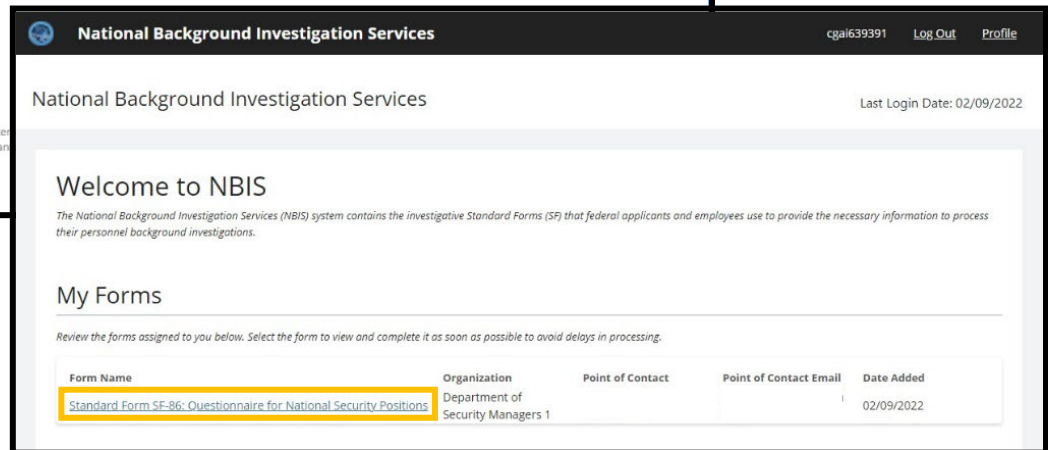 National Background Investigation Services
cgai639391 Log Out Profile
National Background Investigation Services
Last Login Date: 02/09/2022
Welcome to NBIS
The National Background Investigation Services (NBIS) system contains the investigative Standard Forms (SF) that federal applicants and employees use to provide the necessary information to process
their personnel background investigations.
My Forms
Review the forms assigned to you below. Select the form to view and complete it as soon as possible to avoid delays in processing.
Form Name Organization Point of Contact Point of Contact Email Date Added
Standard Form SF-86: Questionnaire for National Security Positions Department of
Security Managers 1 02/09/2022